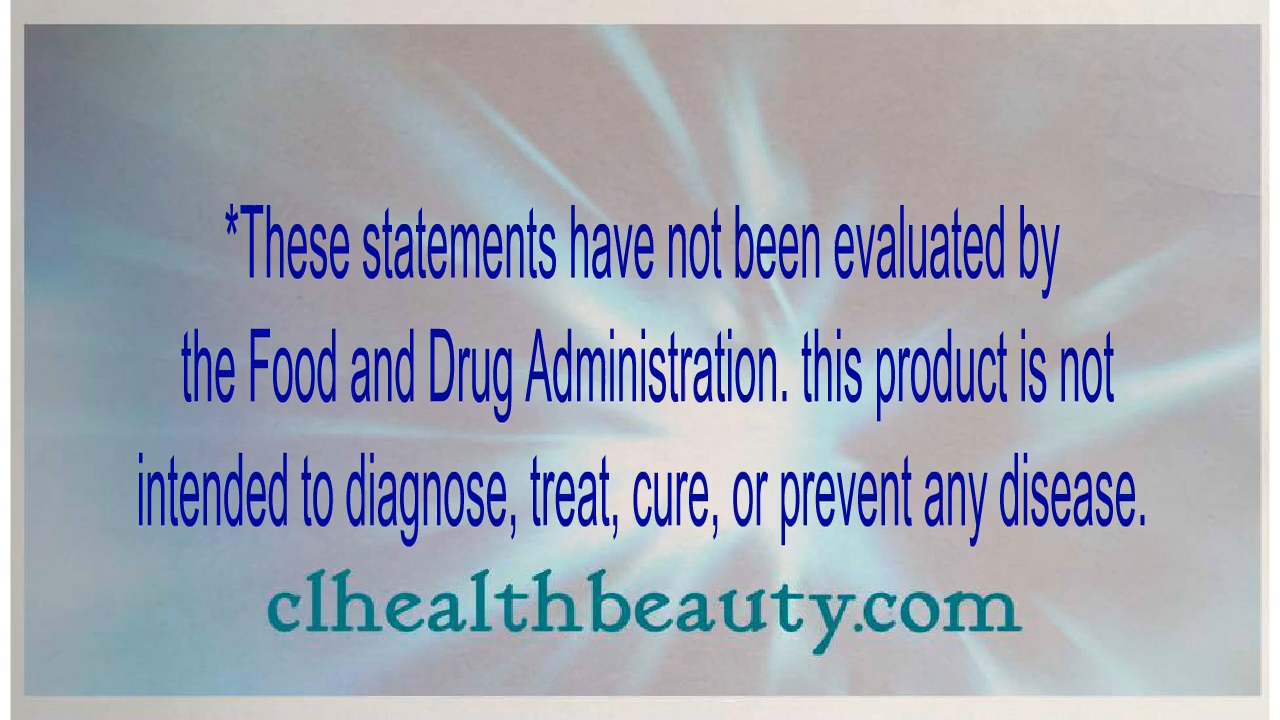 *These statements have not been evaluated by
the Food and Drug Administration. this product is not
intended to diagnose, treat, cure, or prevent any disease.
clhealthbeauty.com